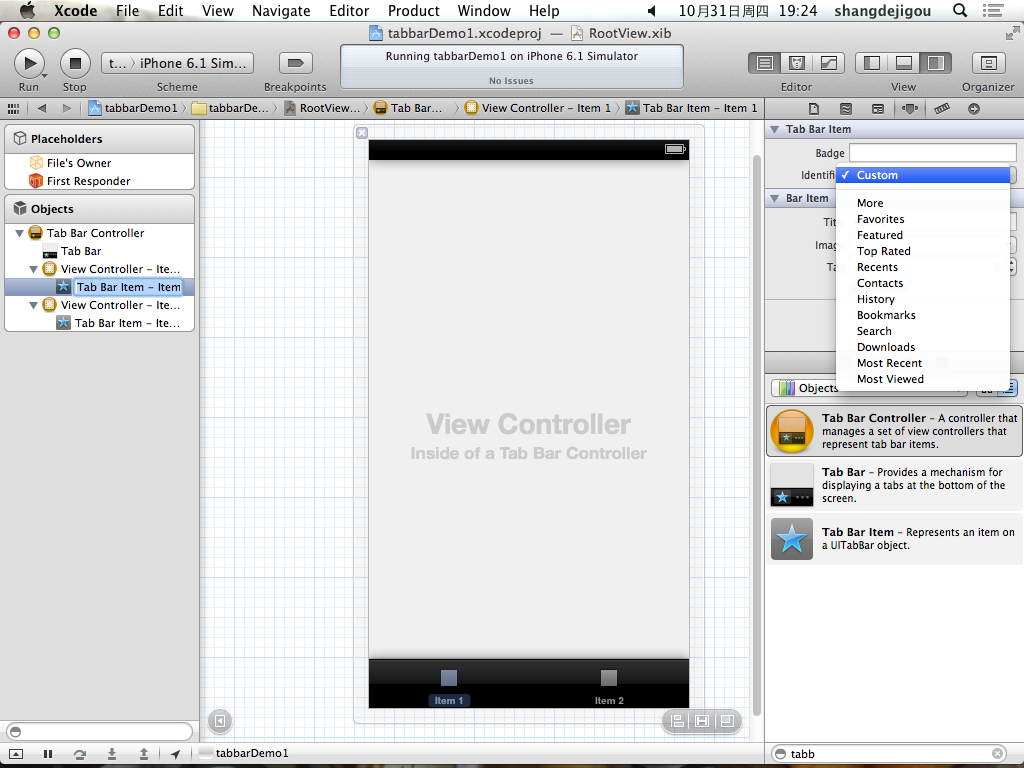 Xcode File Edit View Navigate Editor Product Window Help 10月31日周四 19:24 shangdejigou
tabbarDemo1.xcodeproj — RootView.xib
t... iPhone 6.1 Sim...
Running tabbarDemo1 on iPhone 6.1 Simulator
No Issues
Run Stop Scheme Breakpoints Editor View Organizer
tabbarDemo1 tabbarDe... RootView... Tab Bar... View Controller – Item 1 Tab Bar Item – Item 1
Placeholders
File's Owner
First Responder
Objects
Tab Bar Controller
Tab Bar
View Controller – Ite...
Tab Bar Item – Item
View Controller – Ite...
Tab Bar Item – Ite...
View Controller
Inside of a Tab Bar Controller
Item 1 Item 2
Tab Bar Item
Badge
Identifi
Custom
Bar Item
Tit
Imag
Ta
More
Favorites
Featured
Top Rated
Recents
Contacts
History
Bookmarks
Search
Downloads
Most Recent
Most Viewed
Objects
Tab Bar Controller – A controller that
manages a set of view controllers that
represent tab bar items.
Tab Bar – Provides a mechanism for
displaying a tabs at the bottom of the
screen.
Tab Bar Item – Represents an item on
a UITabBar object.
tabbarDemo1
tabb